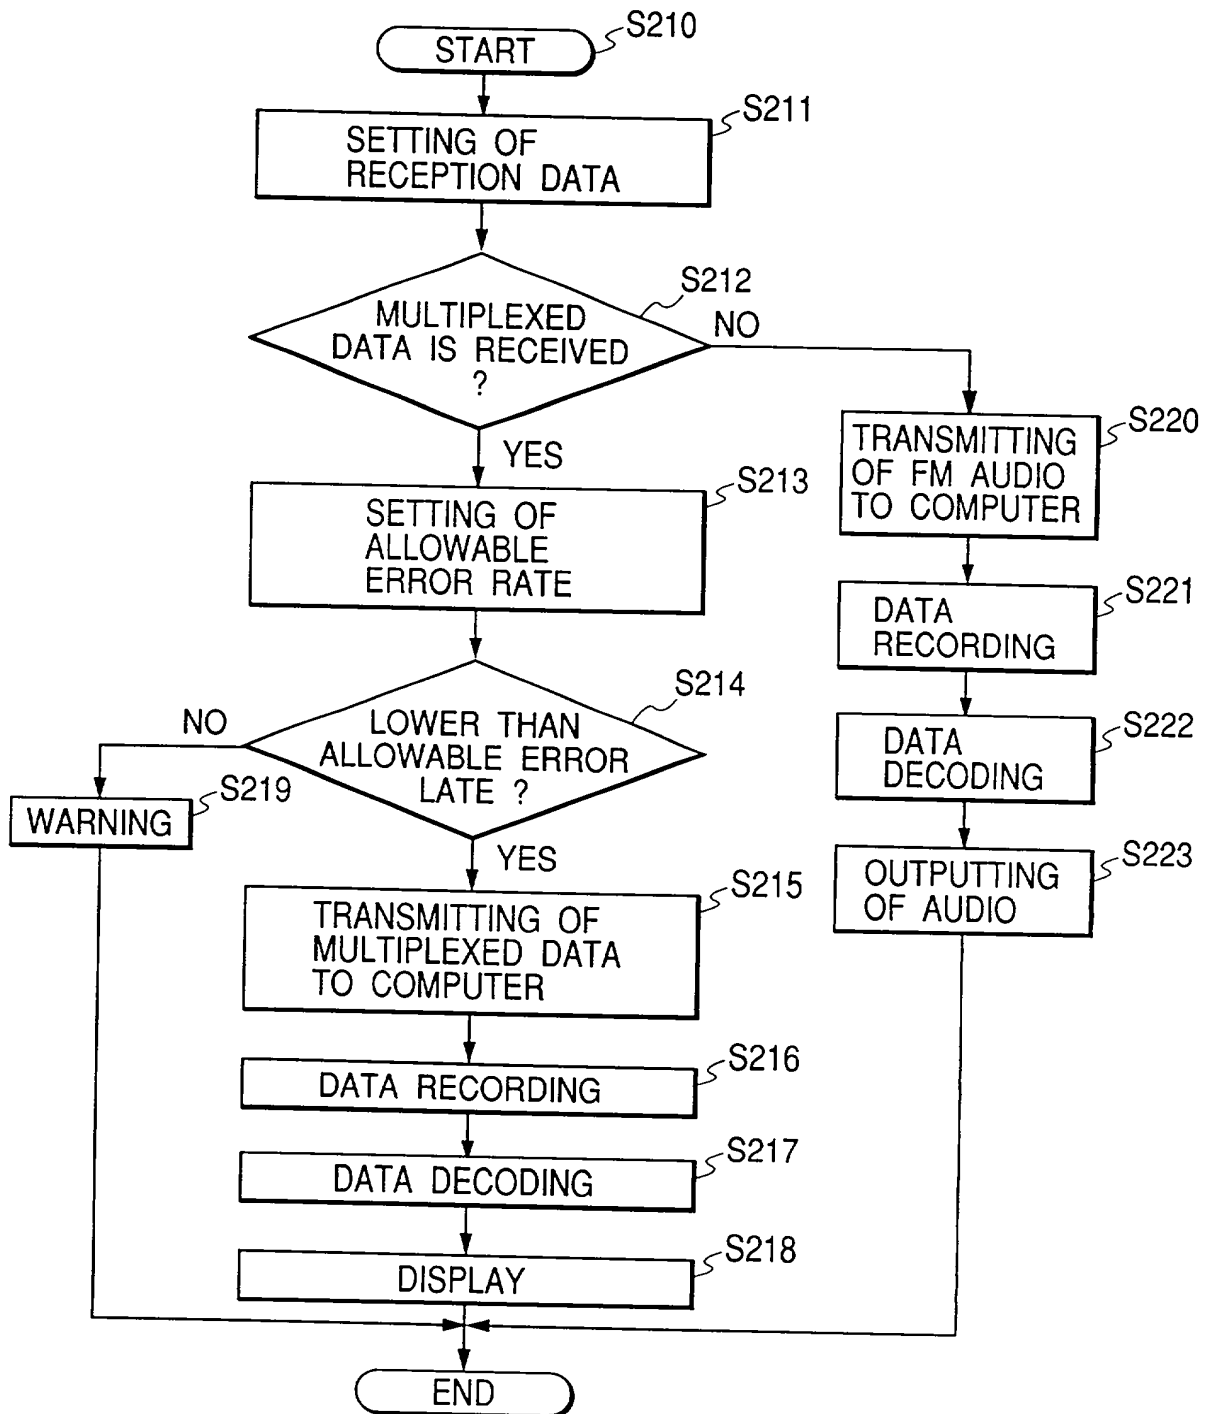 START
S210
SETTING OF
RECEPTION DATA
S211
MULTIPLEXED
DATA IS RECEIVED
?
S212
NO
YES
SETTING OF
ALLOWABLE
ERROR RATE
S213
LOWER THAN
ALLOWABLE ERROR
LATE ?
S214
NO
WARNING
S219
YES
TRANSMITTING OF
MULTIPLEXED DATA
TO COMPUTER
S215
DATA RECORDING
S216
DATA DECODING
S217
DISPLAY
S218
TRANSMITTING
OF FM AUDIO
TO COMPUTER
S220
DATA
RECORDING
S221
DATA
DECODING
S222
OUTPUTTING
OF AUDIO
S223
END